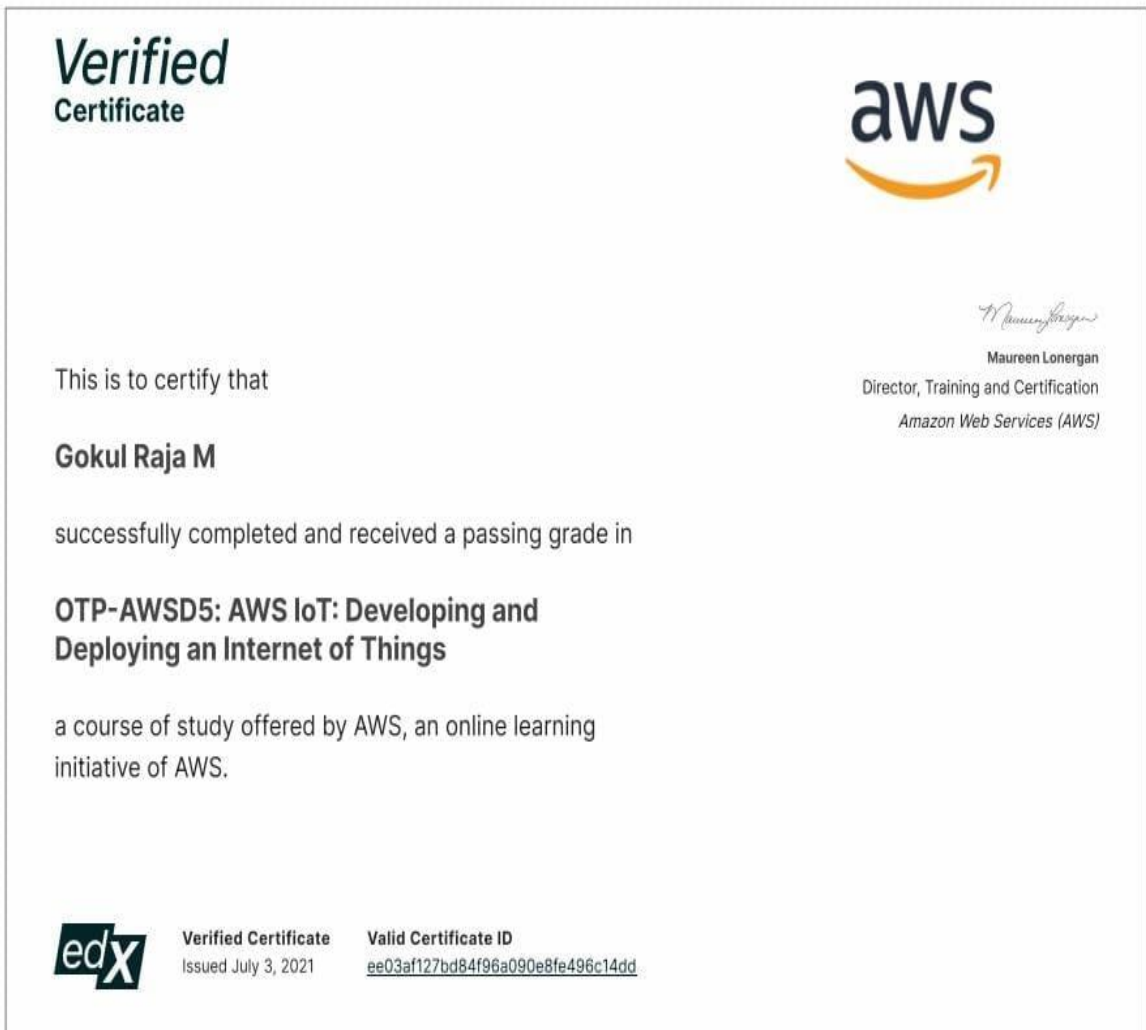 Verified
Certificate
aws
Maureen Lonergan
Maureen Lonergan
Director, Training and Certification
Amazon Web Services (AWS)
This is to certify that
Gokul Raja M
successfully completed and received a passing grade in
OTP-AWSD5: AWS IoT: Developing and
Deploying an Internet of Things
a course of study offered by AWS, an online learning
initiative of AWS.
edX
Verified Certificate
Issued July 3, 2021
Valid Certificate ID
ee03af127bd84f96a090e8fe496c14dd